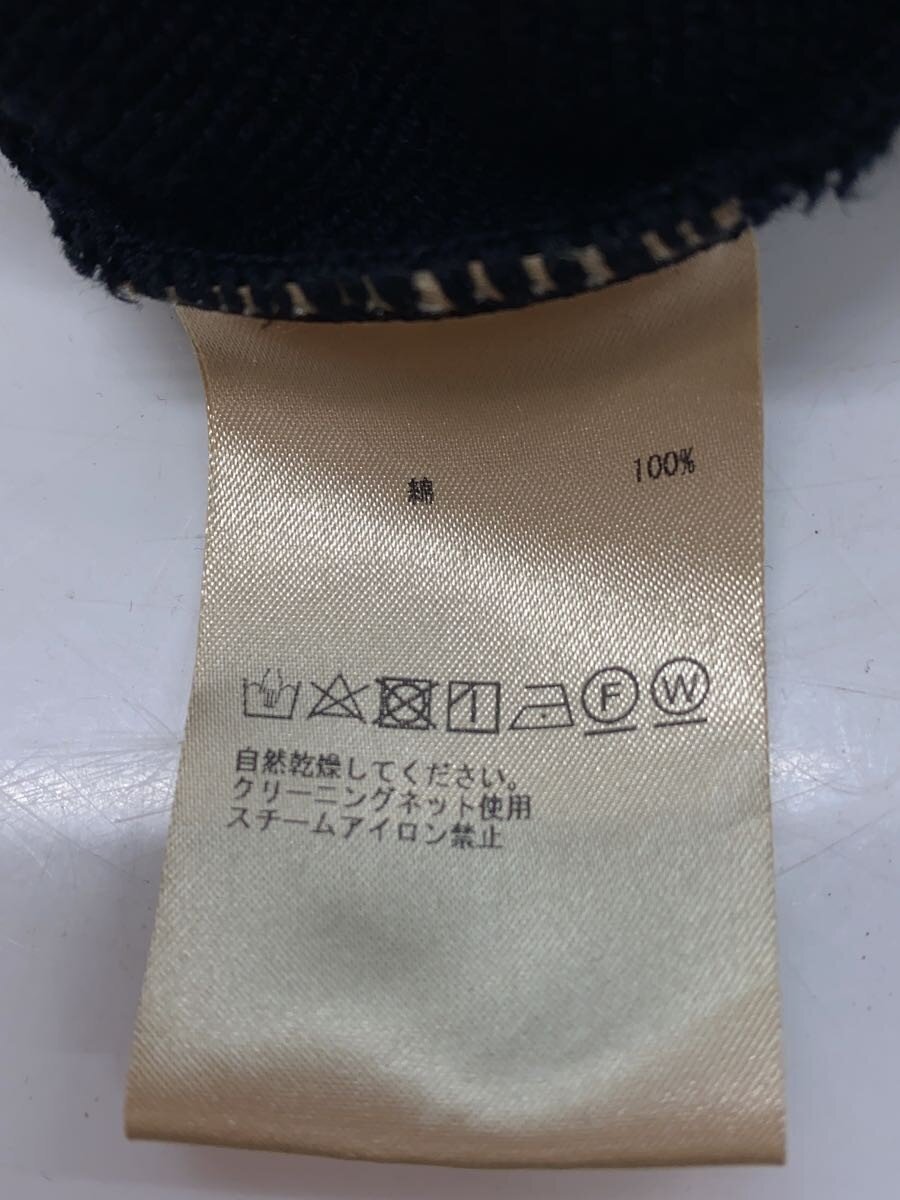 綿 100%
F W
自然乾燥してください。
クリーニングネット使用
スチームアイロン禁止